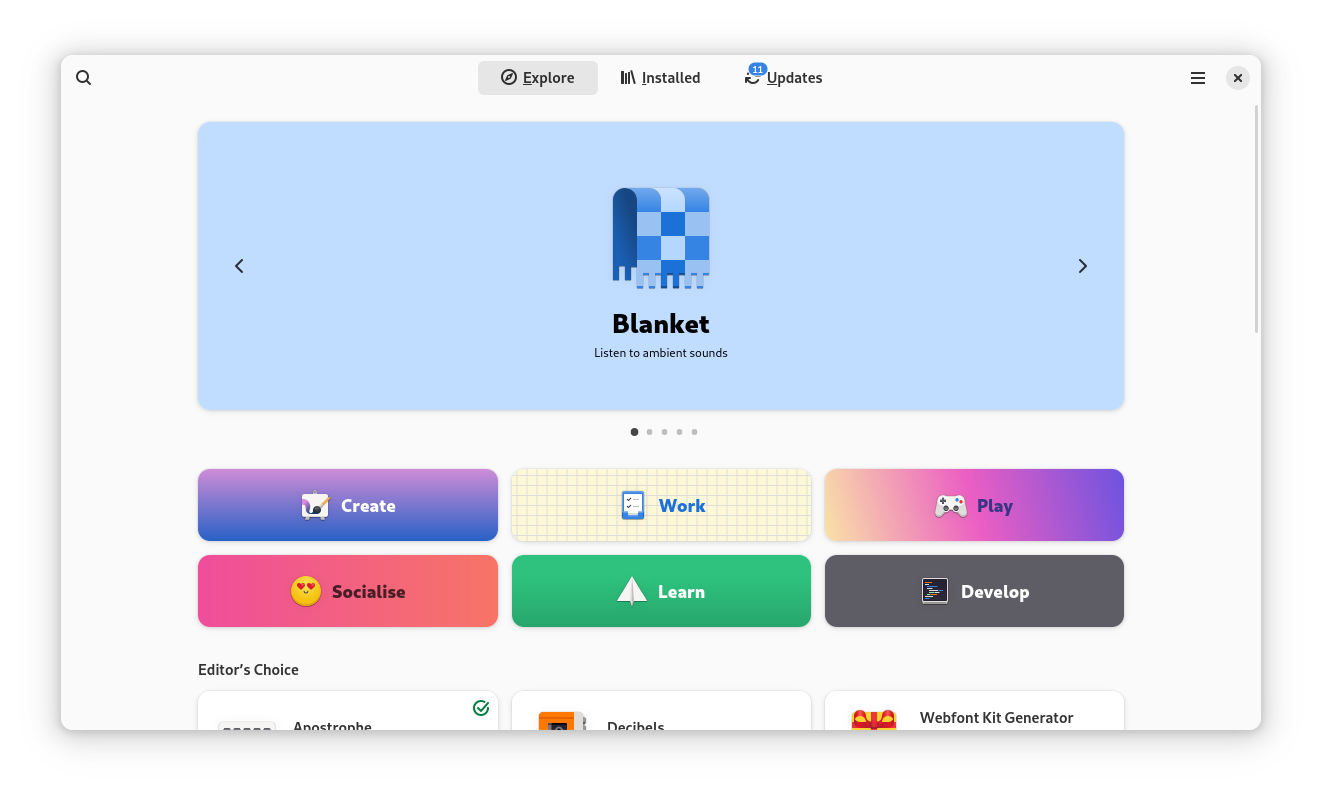 Explore
Installed
11
Updates
Blanket
Listen to ambient sounds
Create
Work
Play
Socialise
Learn
Develop
Editor’s Choice
Apostrophe
Decibels
Webfont Kit Generator